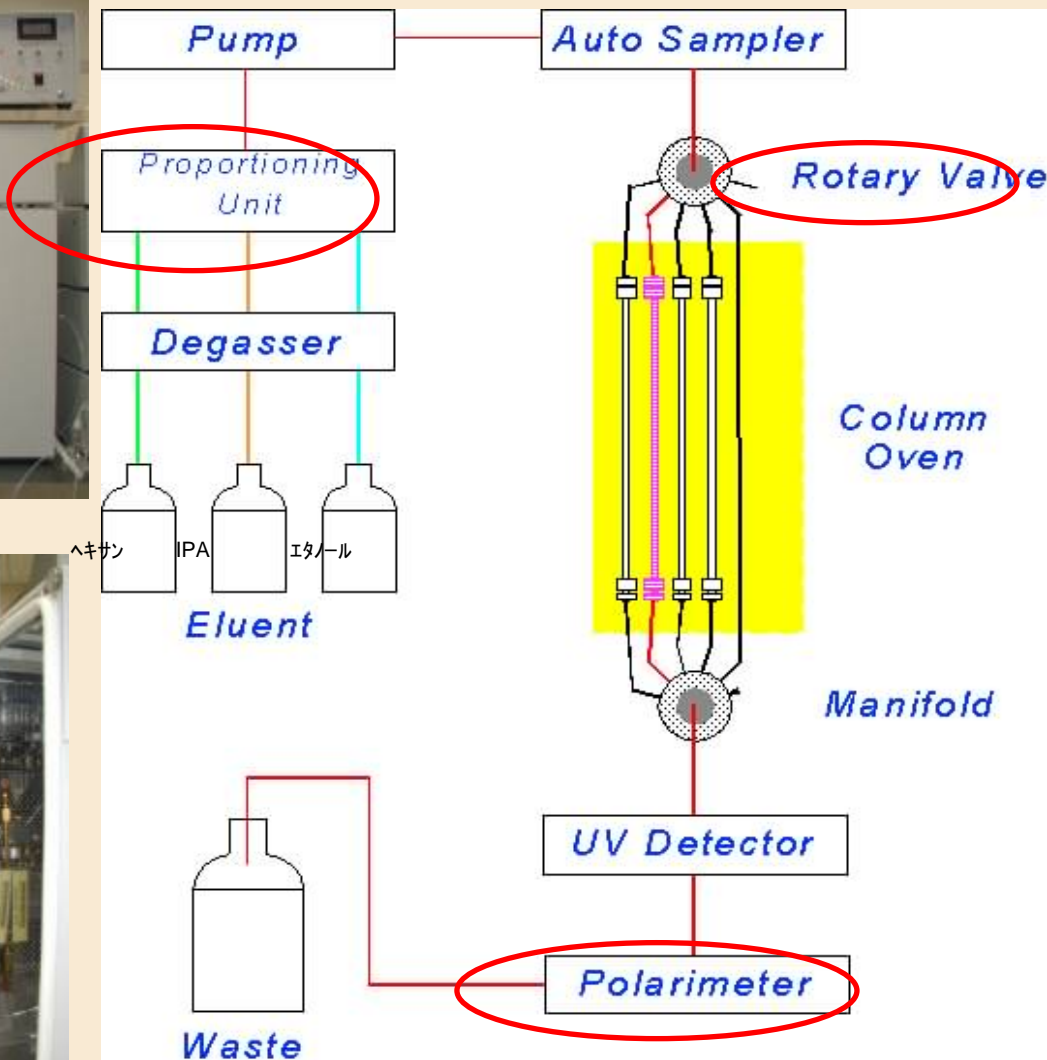 Pump
Auto Sampler
Proportioning
Unit
Rotary Valve
Degasser
Column
Oven
ヘキサン
IPA
エタノール
Eluent
Manifold
UV Detector
Polarimeter
Waste